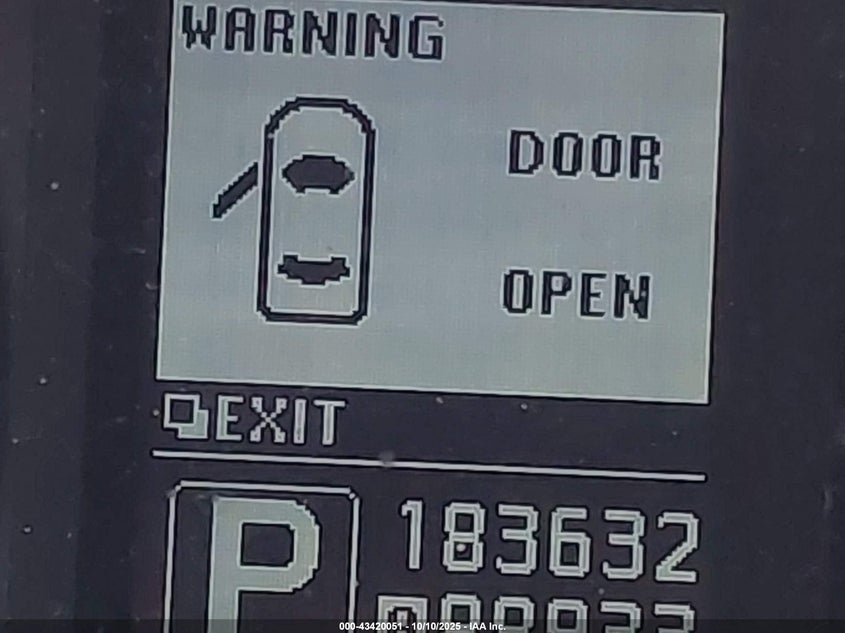 WARNING
DOOR
OPEN
EXIT
P
183632
000-43420051 - 10/10/2025 - IAA Inc.